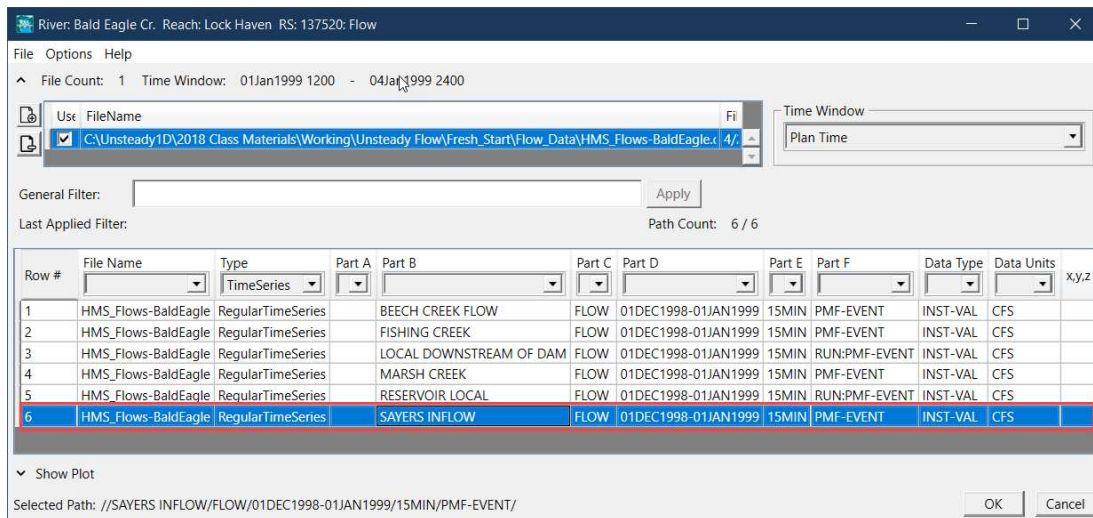 River: Bald Eagle Cr. Reach: Lock Haven RS: 137520: Flow
File Options Help
File Count: 1 Time Window: 01Jan1999 1200 - 04Jan1999 2400
Use FileName Fil
C:\Unsteady1D\2018 Class Materials\Working\Unsteady Flow\Fresh_Start\Flow_Data\HMS_Flows-BaldEagle.c 4/
Time Window
Plan Time
General Filter: Apply
Last Applied Filter: Path Count: 6 / 6
Row # File Name Type Part A Part B Part C Part D Part E Part F Data Type Data Units x,y,z
TimeSeries
1 HMS_Flows-BaldEagle RegularTimeSeries BEECH CREEK FLOW FLOW 01DEC1998-01JAN1999 15MIN PMF-EVENT INST-VAL CFS
2 HMS_Flows-BaldEagle RegularTimeSeries FISHING CREEK FLOW 01DEC1998-01JAN1999 15MIN PMF-EVENT INST-VAL CFS
3 HMS_Flows-BaldEagle RegularTimeSeries LOCAL DOWNSTREAM OF DAM FLOW 01DEC1998-01JAN1999 15MIN RUN:PMF-EVENT INST-VAL CFS
4 HMS_Flows-BaldEagle RegularTimeSeries MARSH CREEK FLOW 01DEC1998-01JAN1999 15MIN PMF-EVENT INST-VAL CFS
5 HMS_Flows-BaldEagle RegularTimeSeries RESERVOIR LOCAL FLOW 01DEC1998-01JAN1999 15MIN RUN:PMF-EVENT INST-VAL CFS
6 HMS_Flows-BaldEagle RegularTimeSeries SAYERS INFLOW FLOW 01DEC1998-01JAN1999 15MIN PMF-EVENT INST-VAL CFS
Show Plot
Selected Path: //SAYERS INFLOW/FLOW/01DEC1998-01JAN1999/15MIN/PMF-EVENT/
OK Cancel